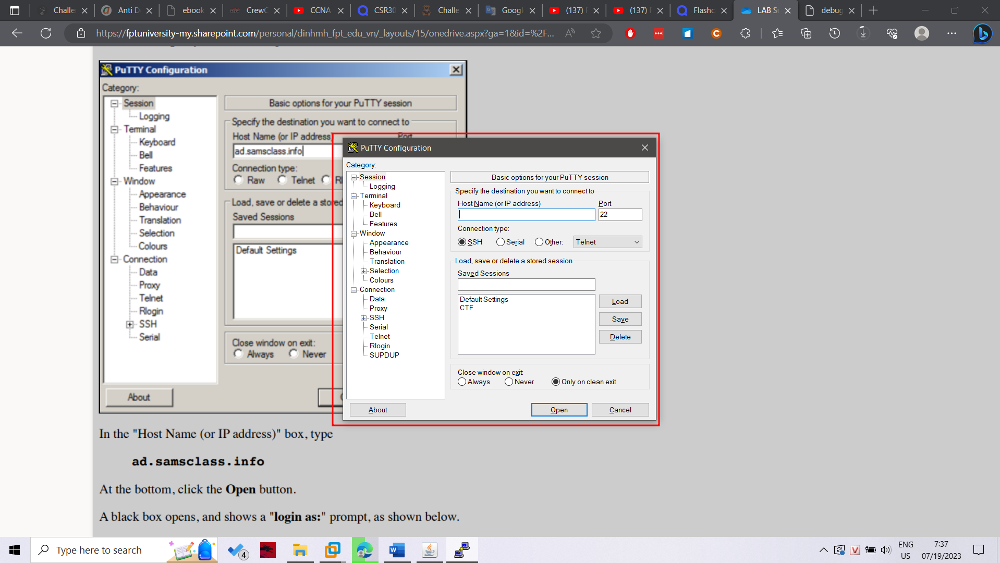 Challe
Anti D
ebook
CrewC
CCNA
CSR30
Challe
Googl
(137)
(137)
Flashc
LAB S
debug
https://fptuniversity-my.sharepoint.com/personal/dinhmh_fpt_edu_vn/_layouts/15/onedrive.aspx?ga=1&id=%2F...
PuTTY Configuration
Category:
Session
Logging
Terminal
Keyboard
Bell
Features
Window
Appearance
Behaviour
Translation
Selection
Colours
Connection
Data
Proxy
Telnet
Rlogin
SSH
Serial
About
Basic options for your PuTTY session
Specify the destination you want to connect to
Host Name (or IP address)
Port
ad.samsclass.info
Connection type:
Raw Telnet Rl
Load, save or delete a stored
Saved Sessions
Default Settings
Close window on exit:
Always Never
PuTTY Configuration
Category:
Session
Logging
Terminal
Keyboard
Bell
Features
Window
Appearance
Behaviour
Translation
Selection
Colours
Connection
Data
Proxy
SSH
Serial
Telnet
Rlogin
SUPDUP
Basic options for your PuTTY session
Specify the destination you want to connect to
Host Name (or IP address) Port
22
Connection type:
SSH Serial Other: Telnet
Load, save or delete a stored session
Saved Sessions
Default Settings
CTF
Load
Save
Delete
Close window on exit:
Always Never Only on clean exit
About Open Cancel
In the "Host Name (or IP address)" box, type
ad.samsclass.info
At the bottom, click the Open button.
A black box opens, and shows a "login as:" prompt, as shown below.
Type here to search
4
ENG
US
7:37
07/19/2023